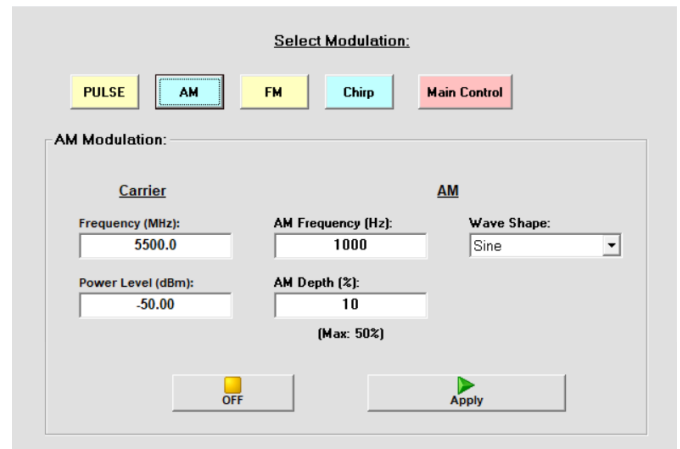 Select Modulation:
PULSE AM FM Chirp Main Control
AM Modulation:
Carrier AM
Frequency (MHz): AM Frequency (Hz): Wave Shape:
5500.0 1000 Sine
Power Level (dBm): AM Depth (%):
-50.00 10
(Max: 50%)
OFF Apply